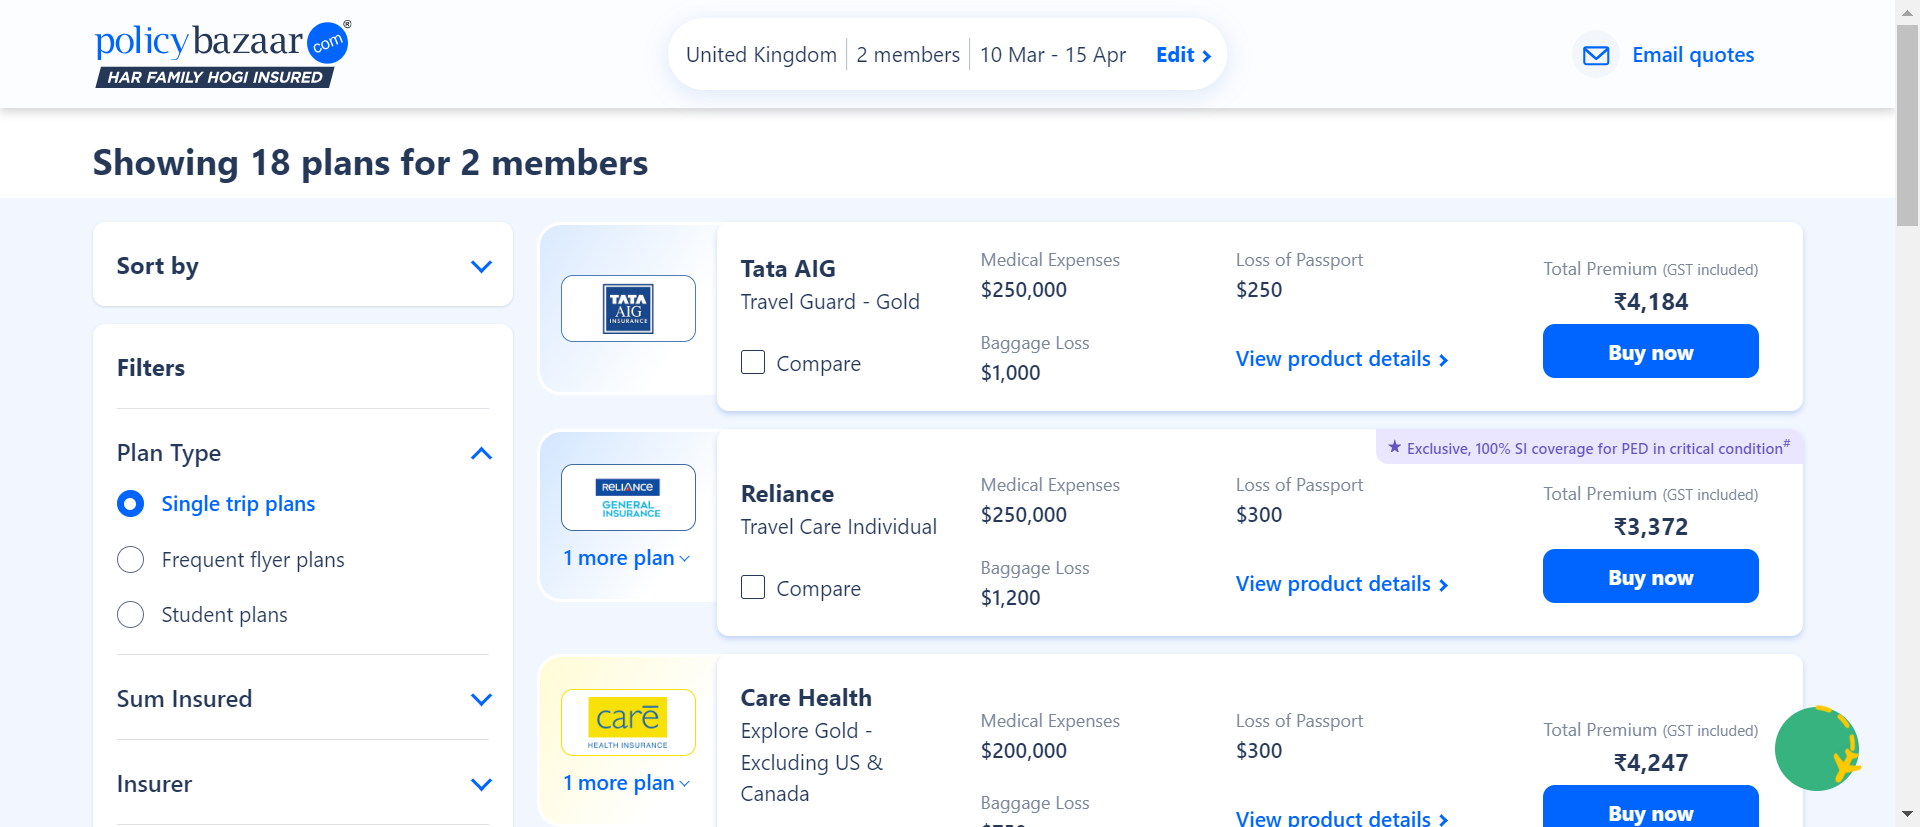 policybazaar com ®
HAR FAMILY HOGI INSURED
United Kingdom 2 members 10 Mar - 15 Apr Edit
Email quotes
Showing 18 plans for 2 members
Sort by
Filters
Plan Type
Single trip plans
Frequent flyer plans
Student plans
Sum Insured
Insurer
TATA
AIG
INSURANCE
Tata AIG
Travel Guard - Gold
Compare
Medical Expenses
$250,000
Baggage Loss
$1,000
Loss of Passport
$250
View product details
Total Premium (GST included)
₹4,184
Buy now
RELIANCE
GENERAL
INSURANCE
1 more plan
★ Exclusive, 100% SI coverage for PED in critical condition#
Reliance
Travel Care Individual
Compare
Medical Expenses
$250,000
Baggage Loss
$1,200
Loss of Passport
$300
View product details
Total Premium (GST included)
₹3,372
Buy now
carē
HEALTH INSURANCE
1 more plan
Care Health
Explore Gold -
Excluding US &
Canada
Medical Expenses
$200,000
Baggage Loss
Loss of Passport
$300
View product details
Total Premium (GST included)
₹4,247
Buy now